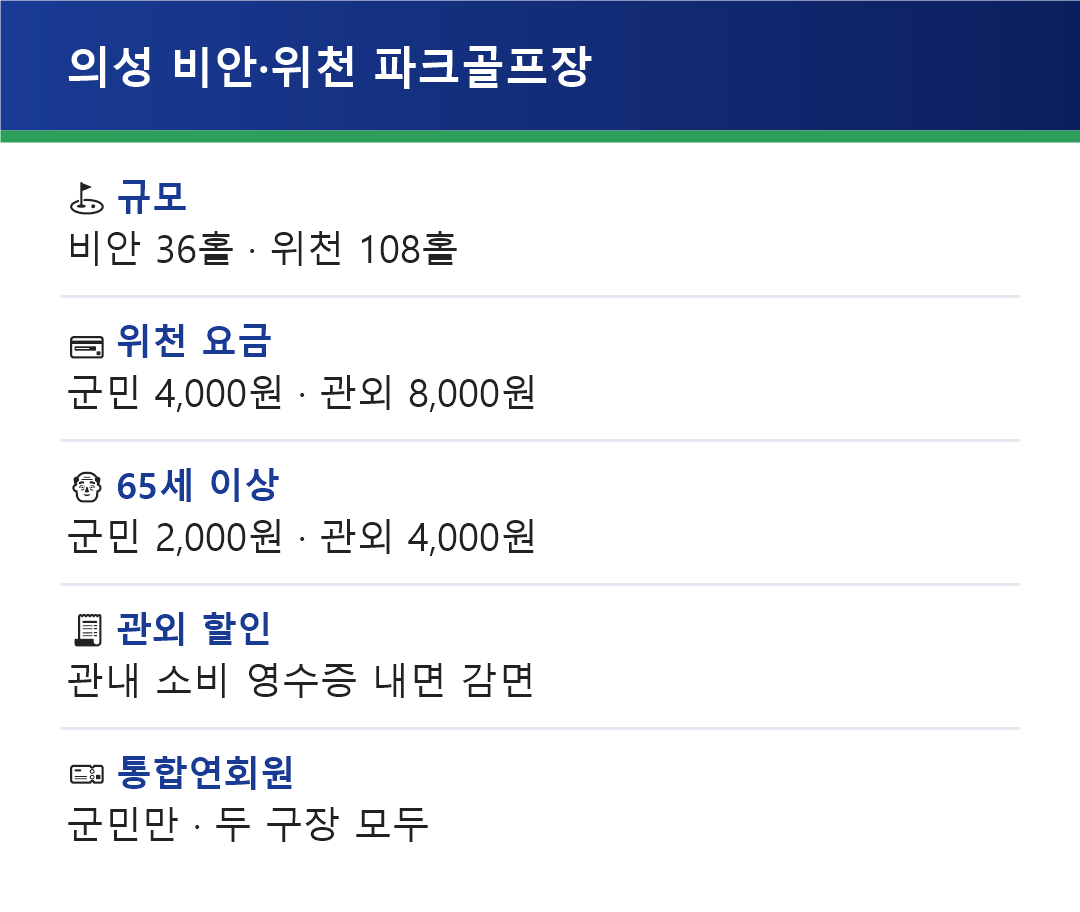 의성 비안·위천 파크골프장
규모
비안 36홀 · 위천 108홀
위천 요금
군민 4,000원 · 관외 8,000원
65세 이상
군민 2,000원 · 관외 4,000원
관외 할인
관내 소비 영수증 내면 감면
통합연회원
군민만 · 두 구장 모두